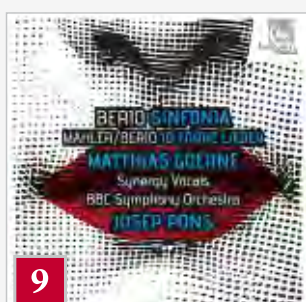 BERIO SINFONIA
MAHLER/BERIO 10 FRÜHE LIEDER
MATTHIAS GOERNE
Synergy Vocals
BBC Symphony Orchestra
JOSEP PONS
9